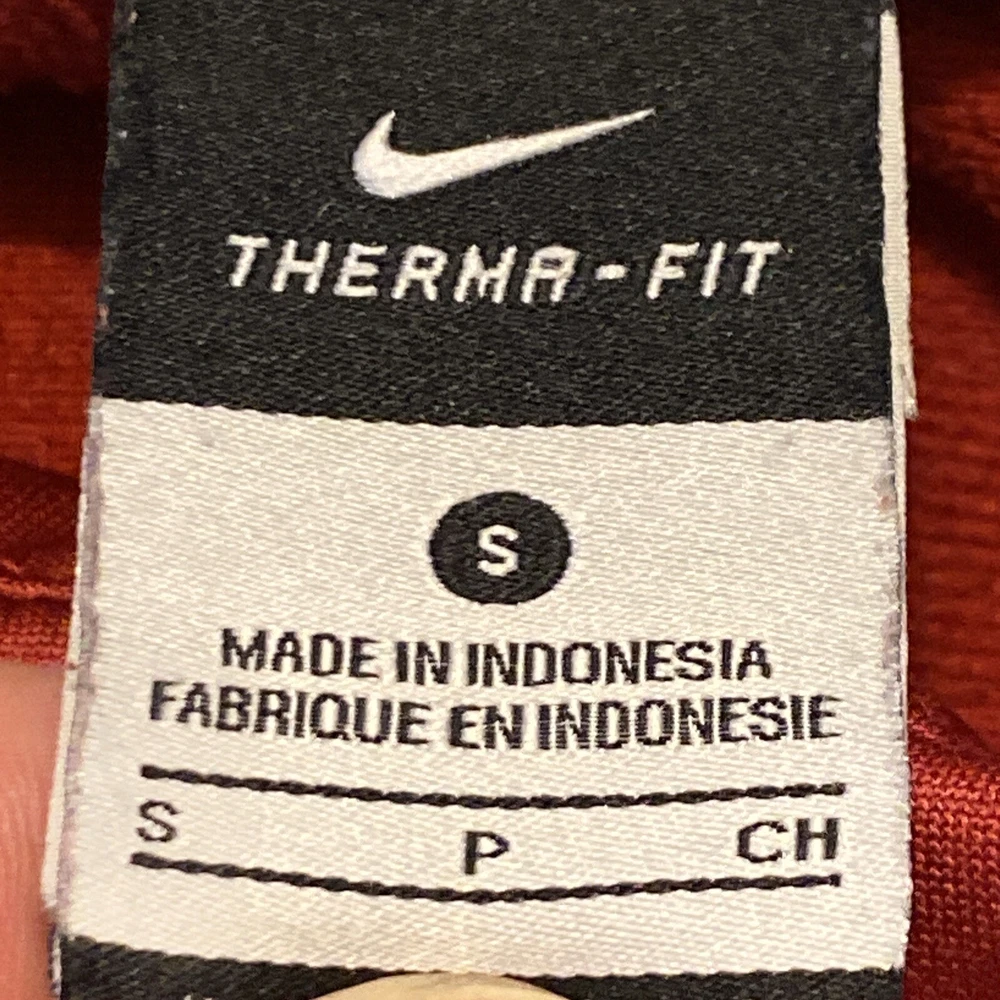 THERMA-FIT
S
MADE IN INDONESIA
FABRIQUE EN INDONESIE
S P CH